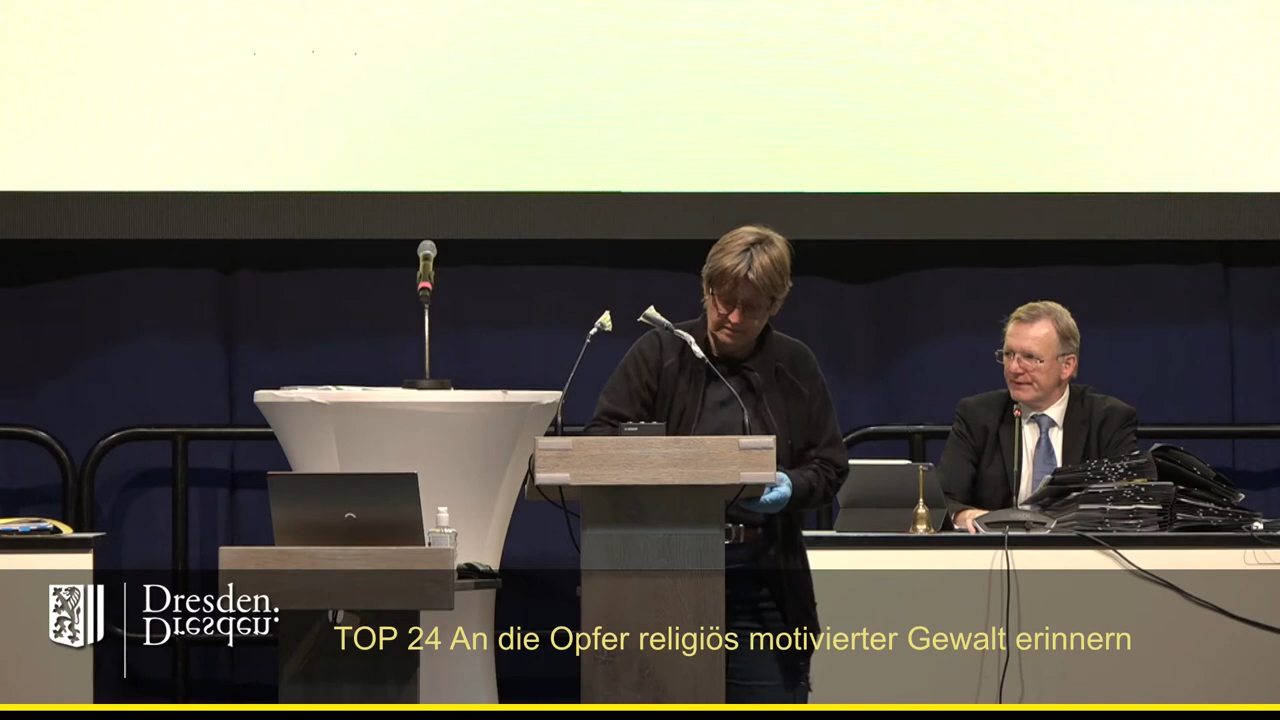 Dresden.
Dresden.
TOP 24 An die Opfer religiös motivierter Gewalt erinnern